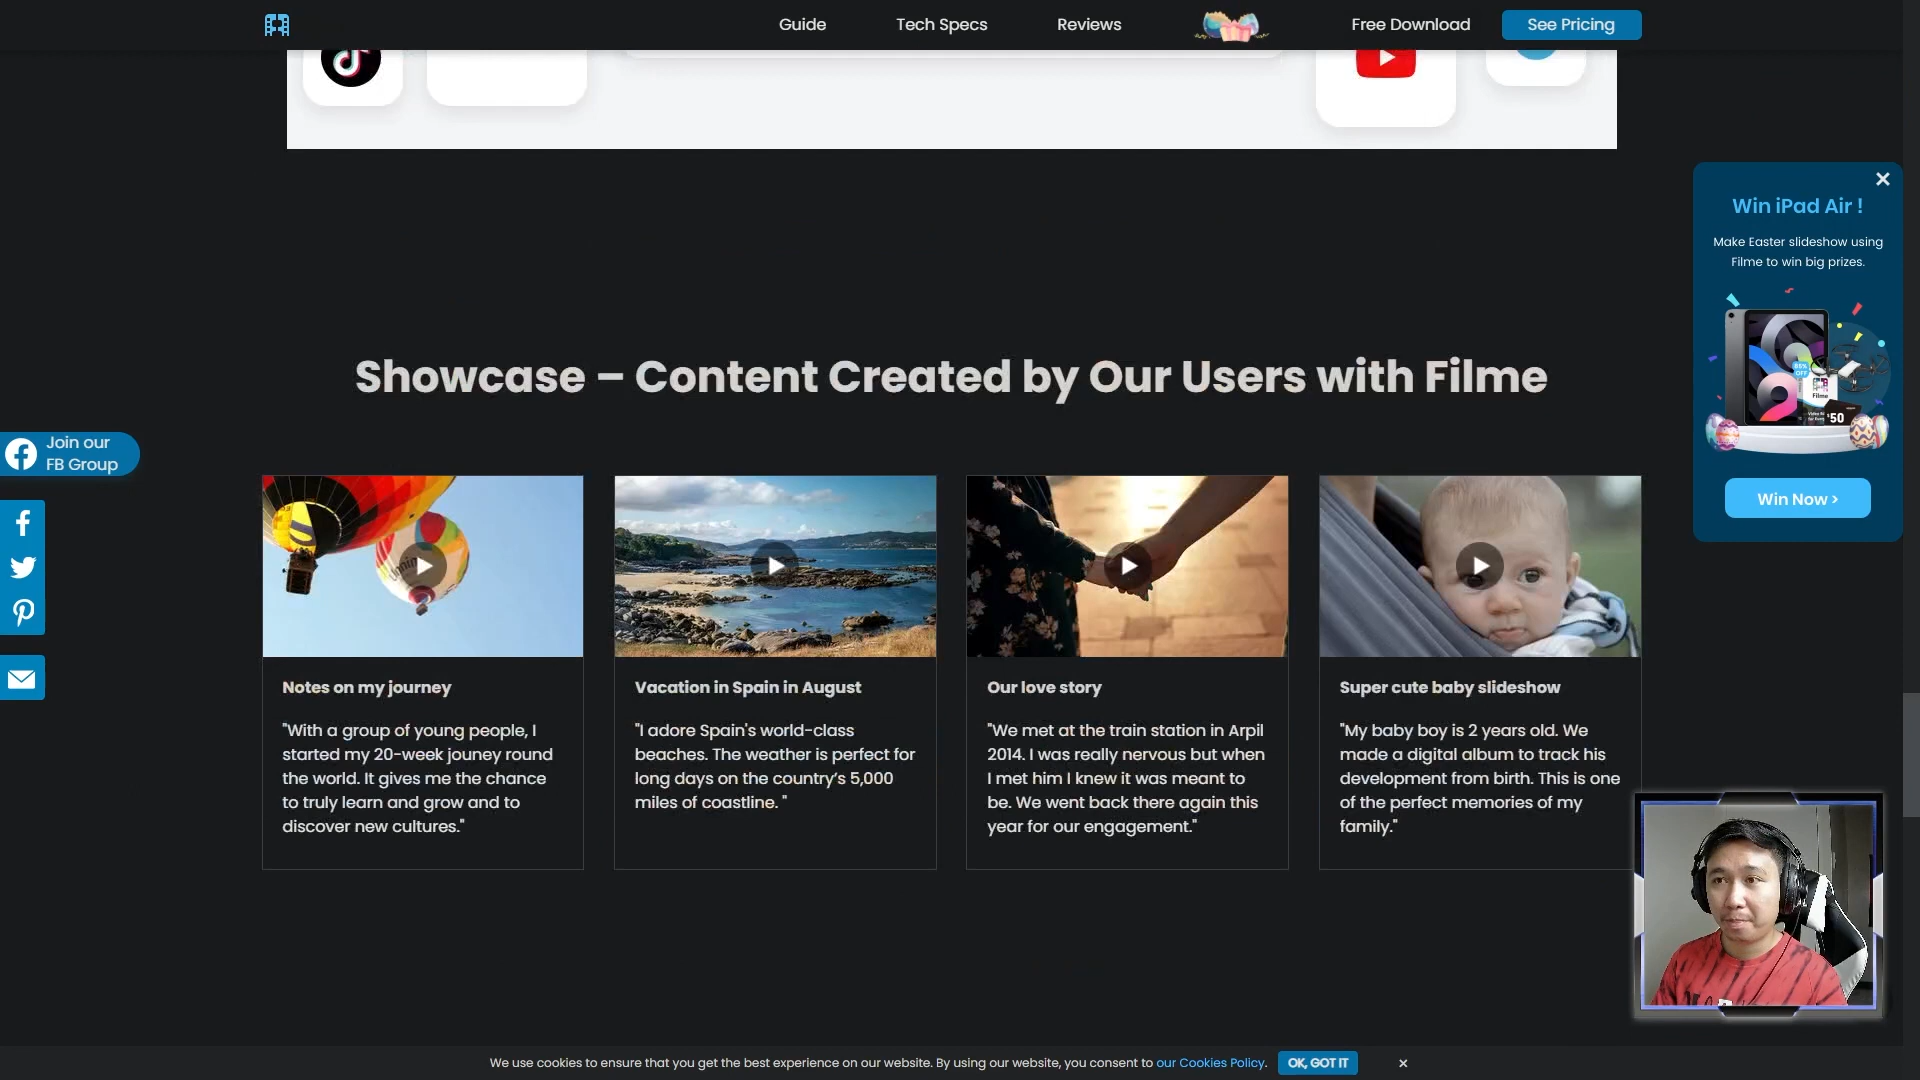 Guide
Tech Specs
Reviews
Free Download
See Pricing
Win iPad Air !
Make Easter slideshow using
Filme to win big prizes.
Filme
$50
Win Now >
Showcase – Content Created by Our Users with Filme
Join our
FB Group
Notes on my journey
"With a group of young people, I
started my 20-week jouney round
the world. It gives me the chance
to truly learn and grow and to
discover new cultures."
Vacation in Spain in August
"I adore Spain's world-class
beaches. The weather is perfect for
long days on the country’s 5,000
miles of coastline. "
Our love story
"We met at the train station in Arpil
2014. I was really nervous but when
I met him I knew it was meant to
be. We went back there again this
year for our engagement."
Super cute baby slideshow
"My baby boy is 2 years old. We
made a digital album to track his
development from birth. This is one
of the perfect memories of my
family."
We use cookies to ensure that you get the best experience on our website. By using our website, you consent to our Cookies Policy.
OK, GOT IT